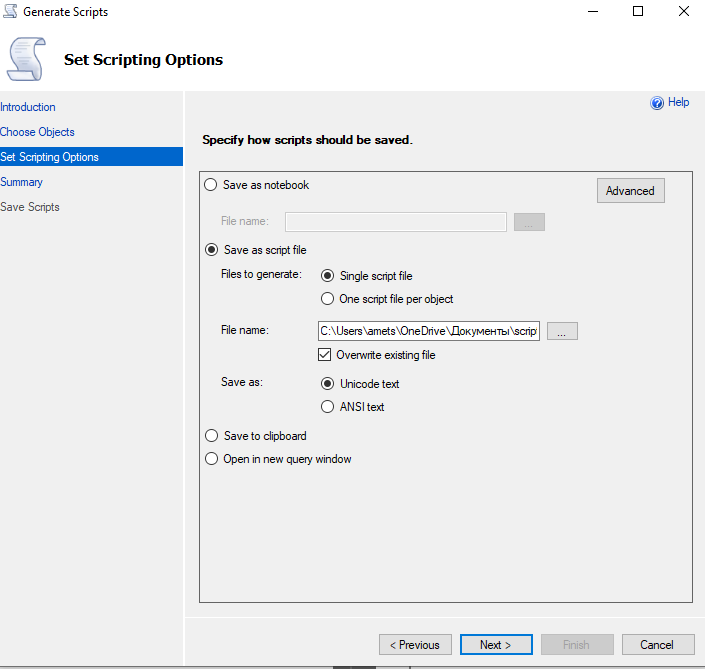 Generate Scripts
Set Scripting Options
Help
Introduction
Choose Objects
Set Scripting Options
Summary
Save Scripts
Specify how scripts should be saved.
Save as notebook
Advanced
File name:
...
Save as script file
Files to generate:
Single script file
One script file per object
File name:
C:\Users\amets\OneDrive\Документы\script
...
Overwrite existing file
Save as:
Unicode text
ANSI text
Save to clipboard
Open in new query window
< Previous
Next >
Finish
Cancel